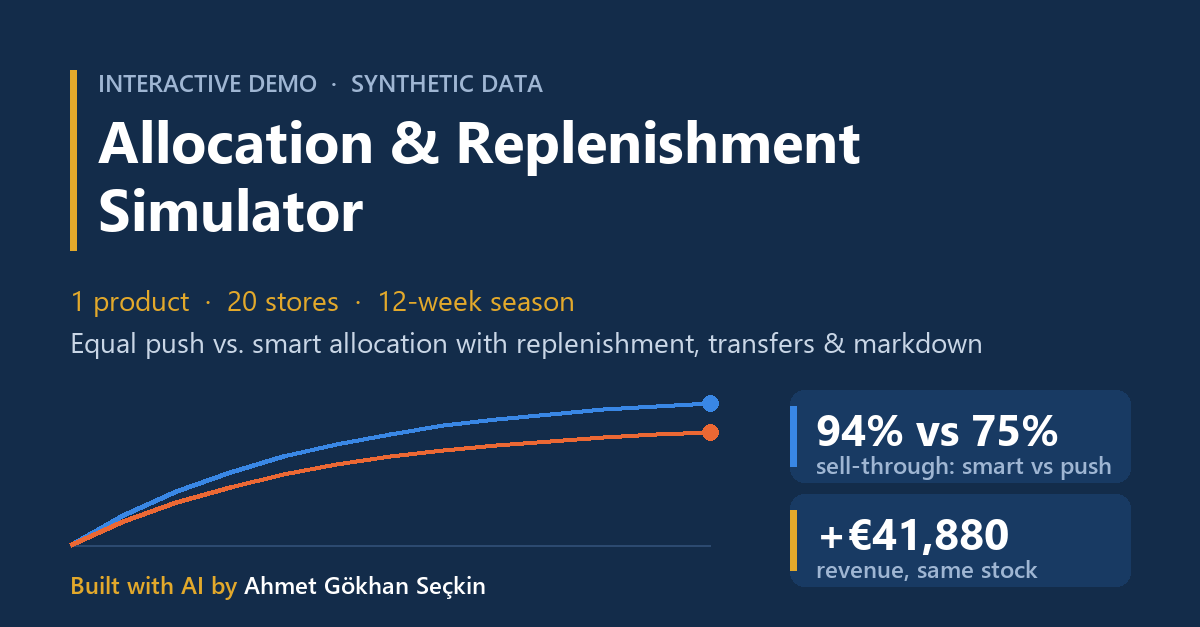 INTERACTIVE DEMO · SYNTHETIC DATA
Allocation & Replenishment
Simulator
1 product · 20 stores · 12-week season
Equal push vs. smart allocation with replenishment, transfers & markdown
94% vs 75%
sell-through: smart vs push
+€41,880
revenue, same stock
Built with AI by Ahmet Gökhan Seçkin